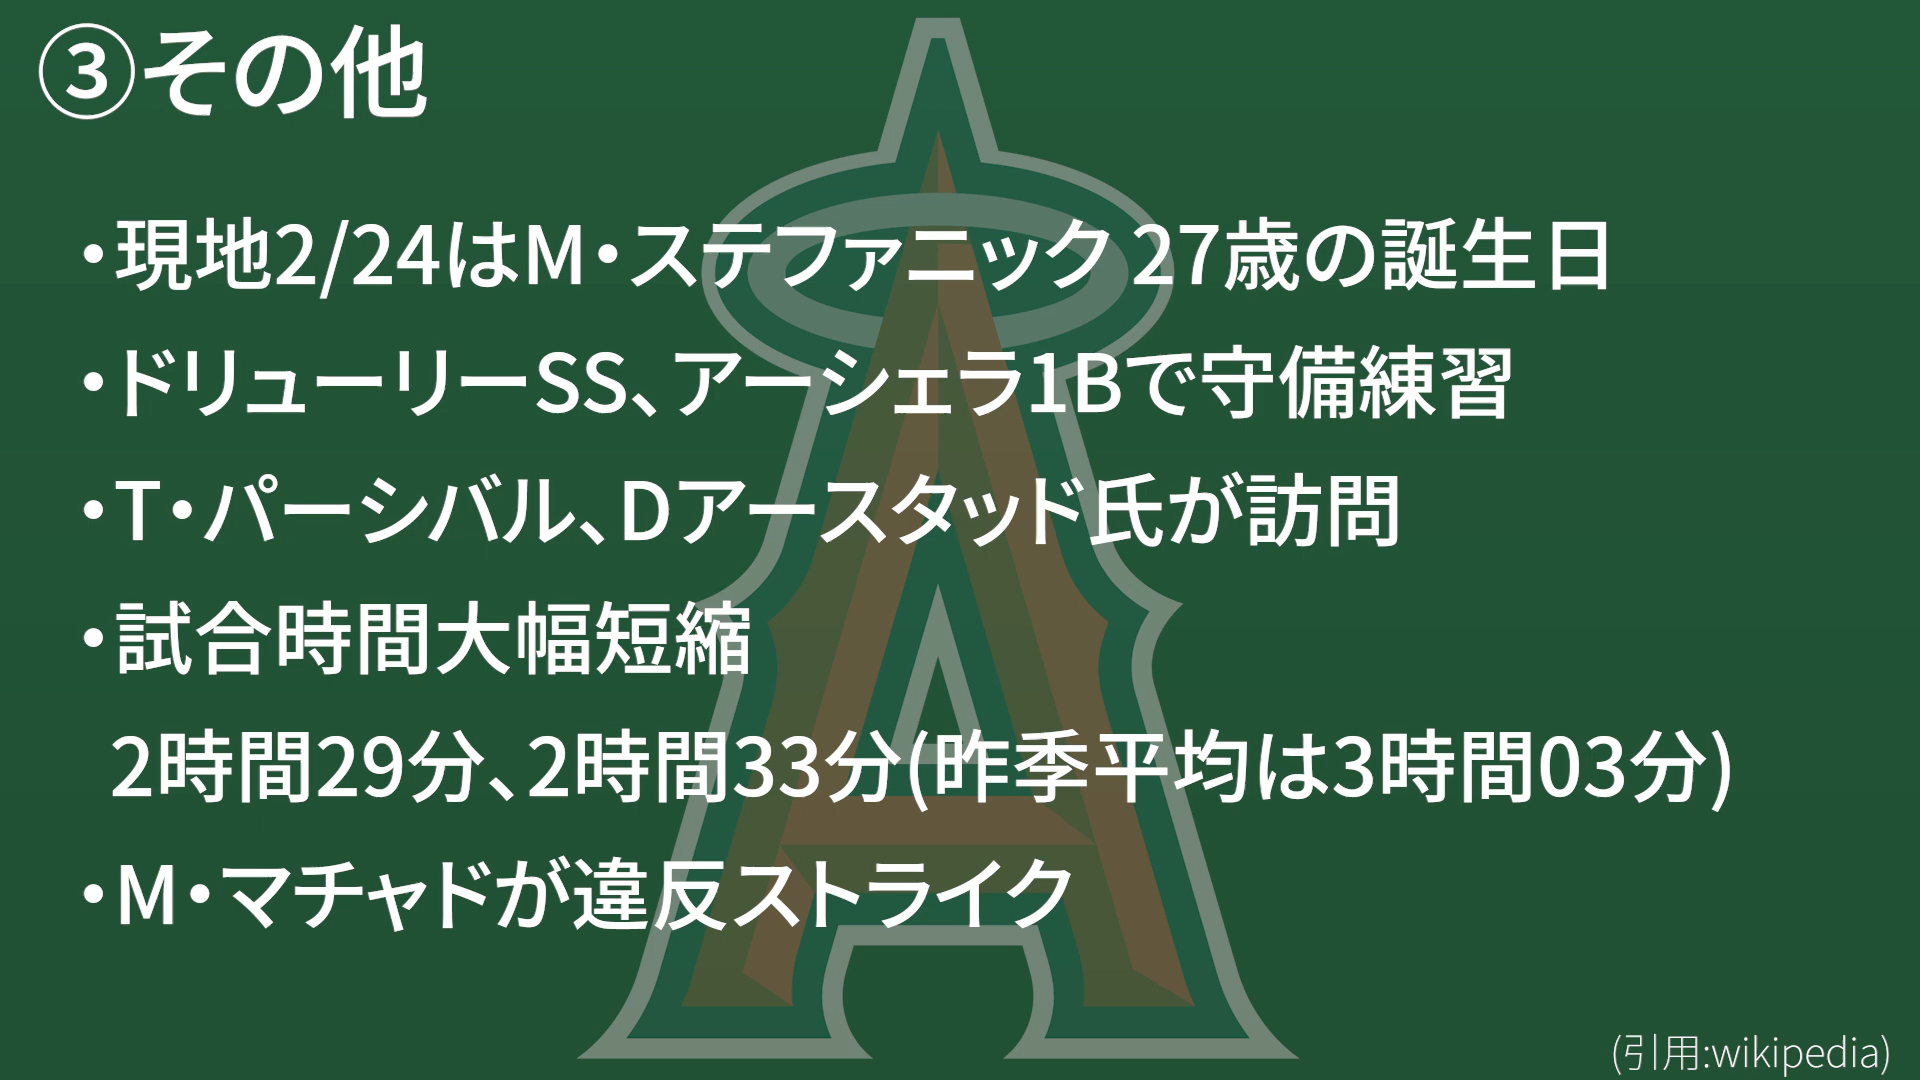 ③その他
・現地2/24はM・ステファニック 27歳の誕生日
・ドリューリーSS、アーシェラ1Bで守備練習
・T・パーシバル、Dアースタッド氏が訪問
・試合時間大幅短縮
2時間29分、2時間33分(昨季平均は3時間03分)
・M・マチャドが違反ストライク
(引用:wikipedia)